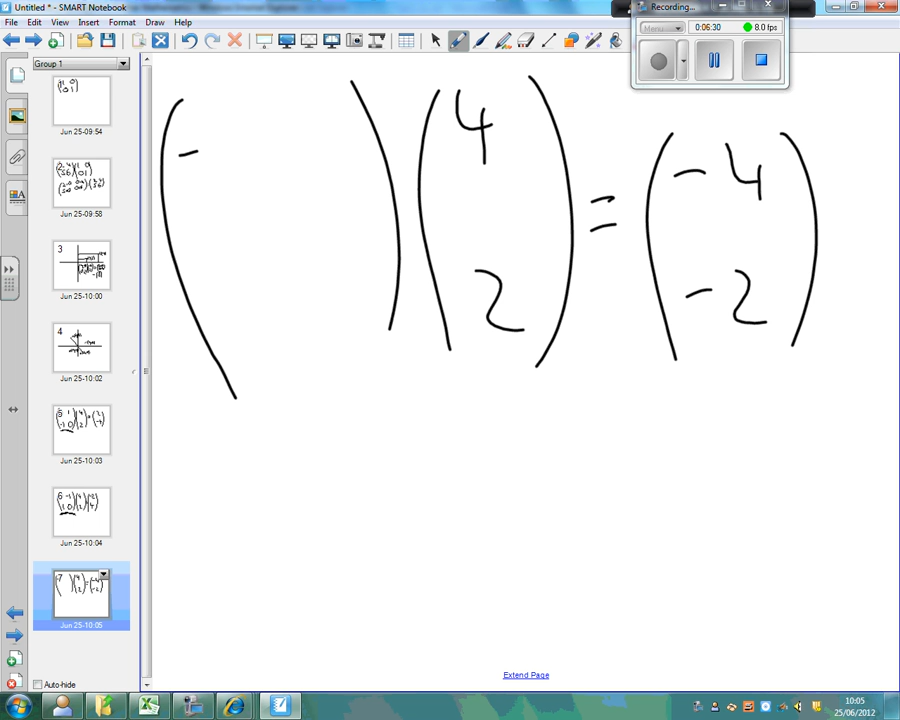 Untitled * - SMART Notebook
Recording...
File Edit View Insert Format Draw Help
Menu
0:06:30
8.0 fps
Group 1
Jun 25-09:54
Jun 25-09:58
3
Jun 25-10:00
4
Jun 25-10:02
Jun 25-10:03
Jun 25-10:04
Jun 25-10:05
( - ) ( 4 ) = ( - 4 )
( 2 ) ( - 2 )
Extend Page
Auto-hide
10:05
25/06/2012